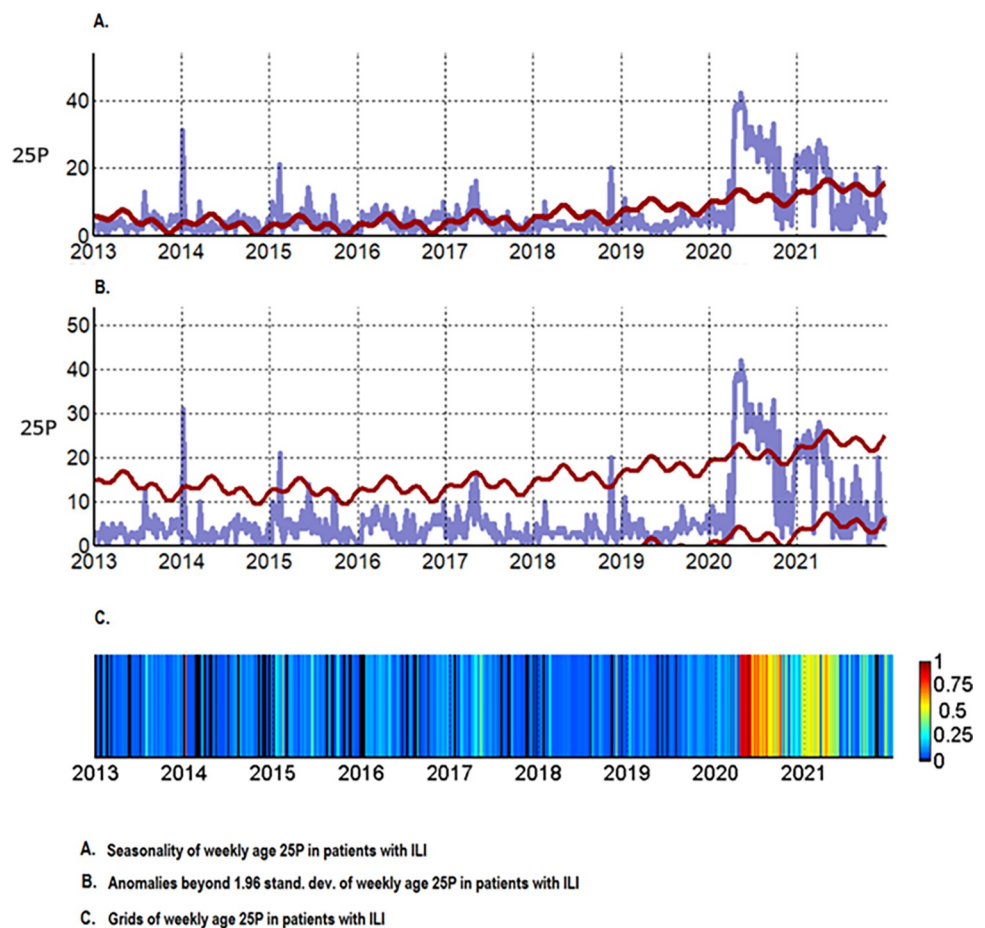 A.
40
25P
20
0
2013 2014 2015 2016 2017 2018 2019 2020 2021
B.
50
40
30
25P
20
10
0
2013 2014 2015 2016 2017 2018 2019 2020 2021
C.
1
0.75
0.5
0.25
0
2013 2014 2015 2016 2017 2018 2019 2020 2021
A. Seasonality of weekly age 25P in patients with ILI
B. Anomalies beyond 1.96 stand. dev. of weekly age 25P in patients with ILI
C. Grids of weekly age 25P in patients with ILI